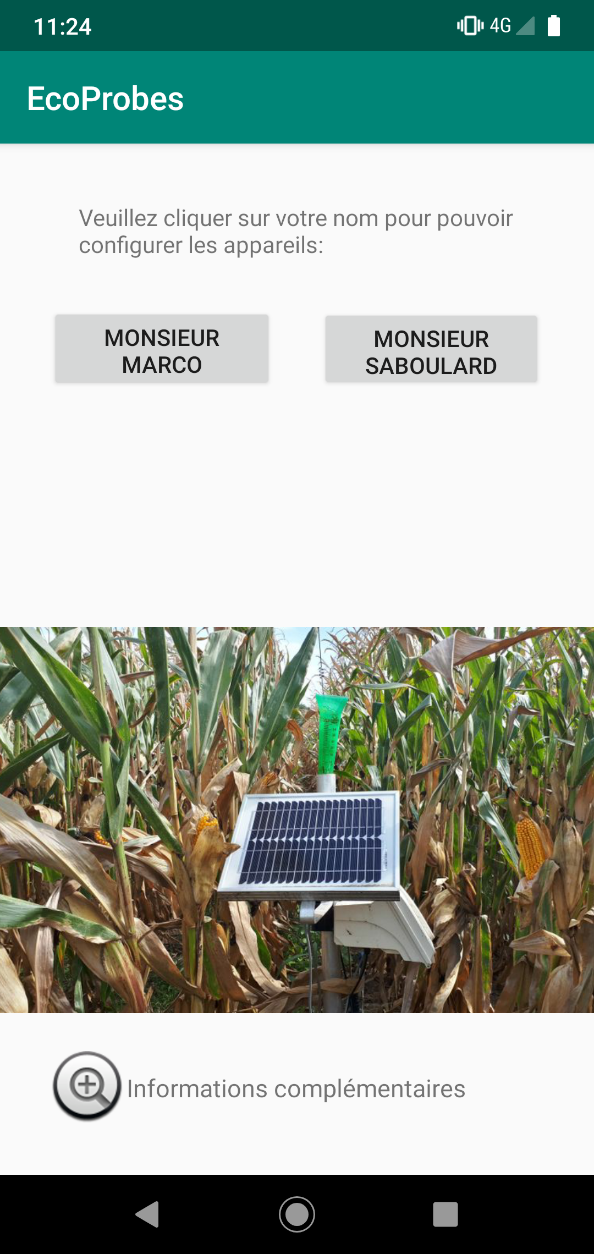 11:24
4G
EcoProbes
Veuillez cliquer sur votre nom pour pouvoir
configurer les appareils:
MONSIEUR
MARCO
MONSIEUR
SABOULARD
Informations complémentaires